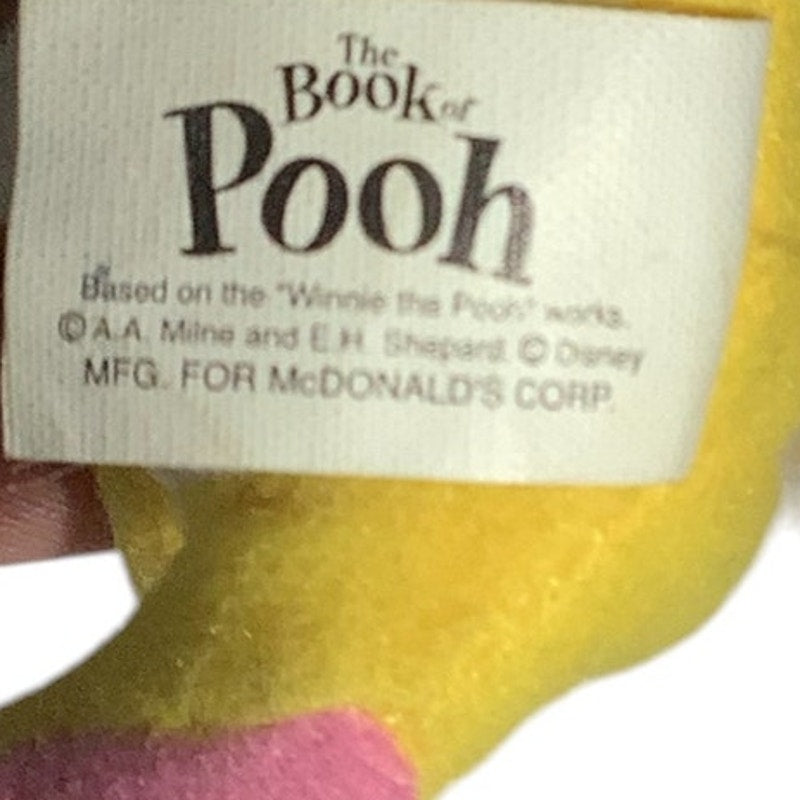 The
Book of
Pooh
Based on the "Winnie the Pooh" works.
© A.A. Milne and E.H. Shepard. © Disney
MFG. FOR McDONALD'S CORP.